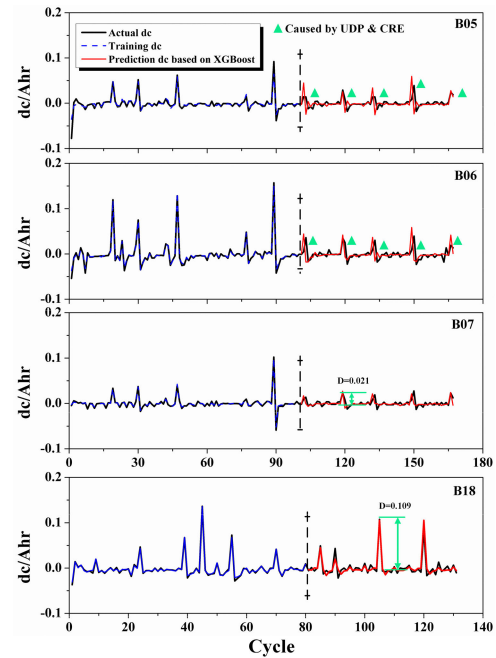 Actual dc
Training dc
Prediction dc based on XGBoost
Caused by UDP & CRE
B05
0.2
0.1
0.0
-0.1
dc/Ahr
B06
0.2
0.1
0.0
-0.1
dc/Ahr
0.2
0.1
0.0
-0.1
dc/Ahr
B07
D=0.021
0 30 60 90 120 150 180
0.2
0.1
0.0
-0.1
dc/Ahr
B18
D=0.109
0 20 40 60 80 100 120 140
Cycle